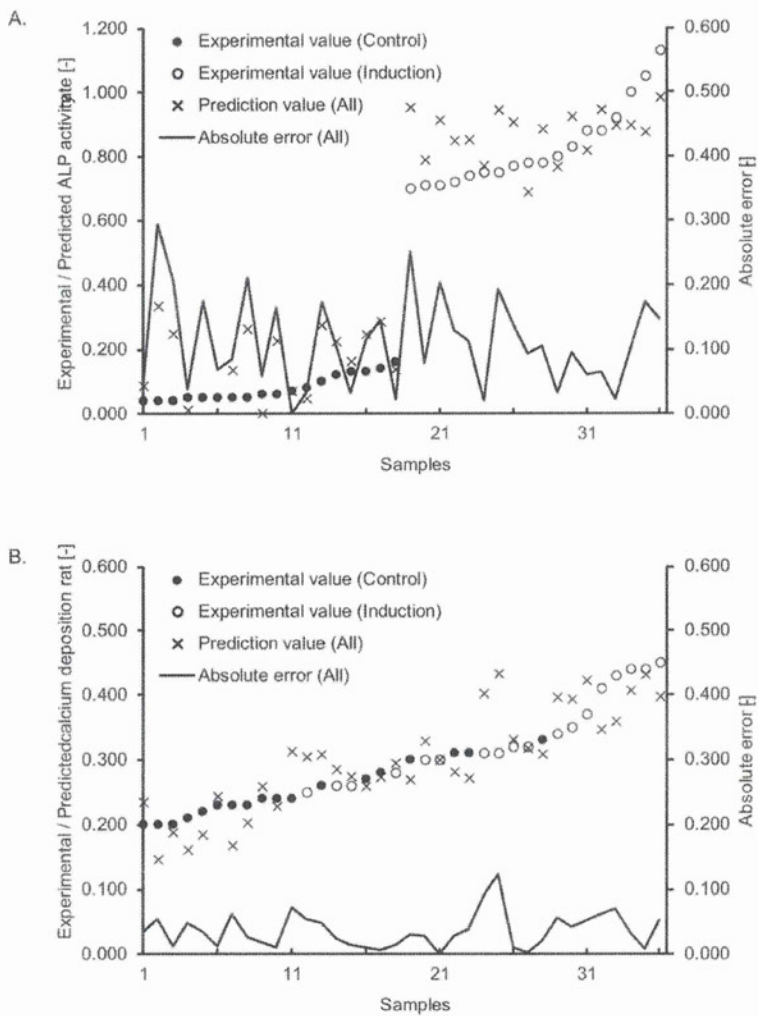 A.
Experimental / Predicted ALP activityrate [-]
1.200
1.000
0.800
0.600
0.400
0.200
0.000
Experimental value (Control)
Experimental value (Induction)
Prediction value (All)
Absolute error (All)
0.600
0.500
0.400
0.300
0.200
0.100
0.000
Absolute error [-]
1
11
21
31
Samples
B.
Experimental / Predictedcalcium deposition rat [-]
0.600
0.500
0.400
0.300
0.200
0.100
0.000
Experimental value (Control)
Experimental value (Induction)
Prediction value (All)
Absolute error (All)
0.600
0.500
0.400
0.300
0.200
0.100
0.000
Absolute error [-]
1
11
21
31
Samples